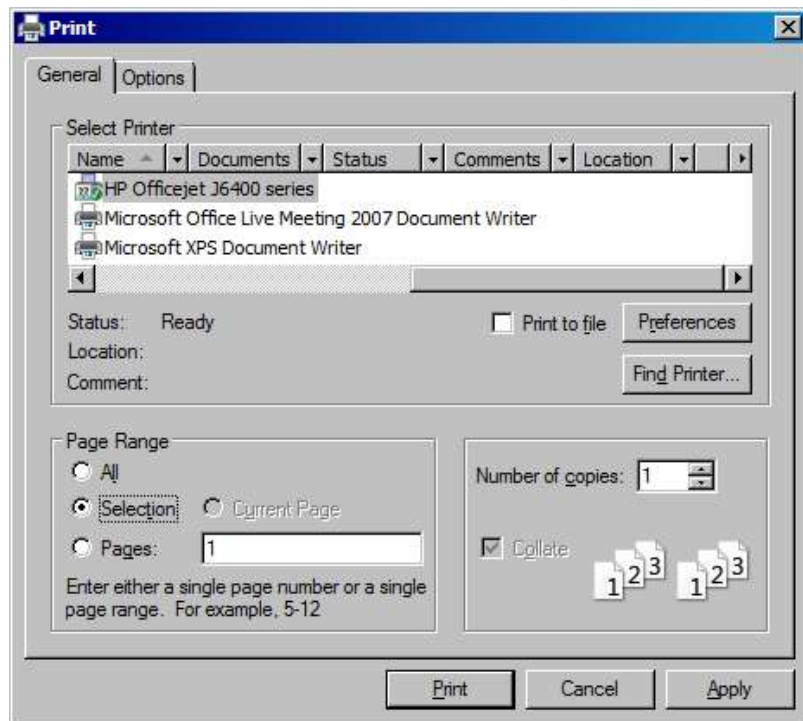 Print
General Options
Select Printer
Name Documents Status Comments Location
HP Officejet J6400 series
Microsoft Office Live Meeting 2007 Document Writer
Microsoft XPS Document Writer
Status: Ready
Print to file
Preferences
Location:
Comment:
Find Printer...
Page Range
All
Selection Current Page
Pages: 1
Enter either a single page number or a single
page range. For example, 5-12
Number of copies: 1
Collate
1 2 3 1 2 3
Print Cancel Apply